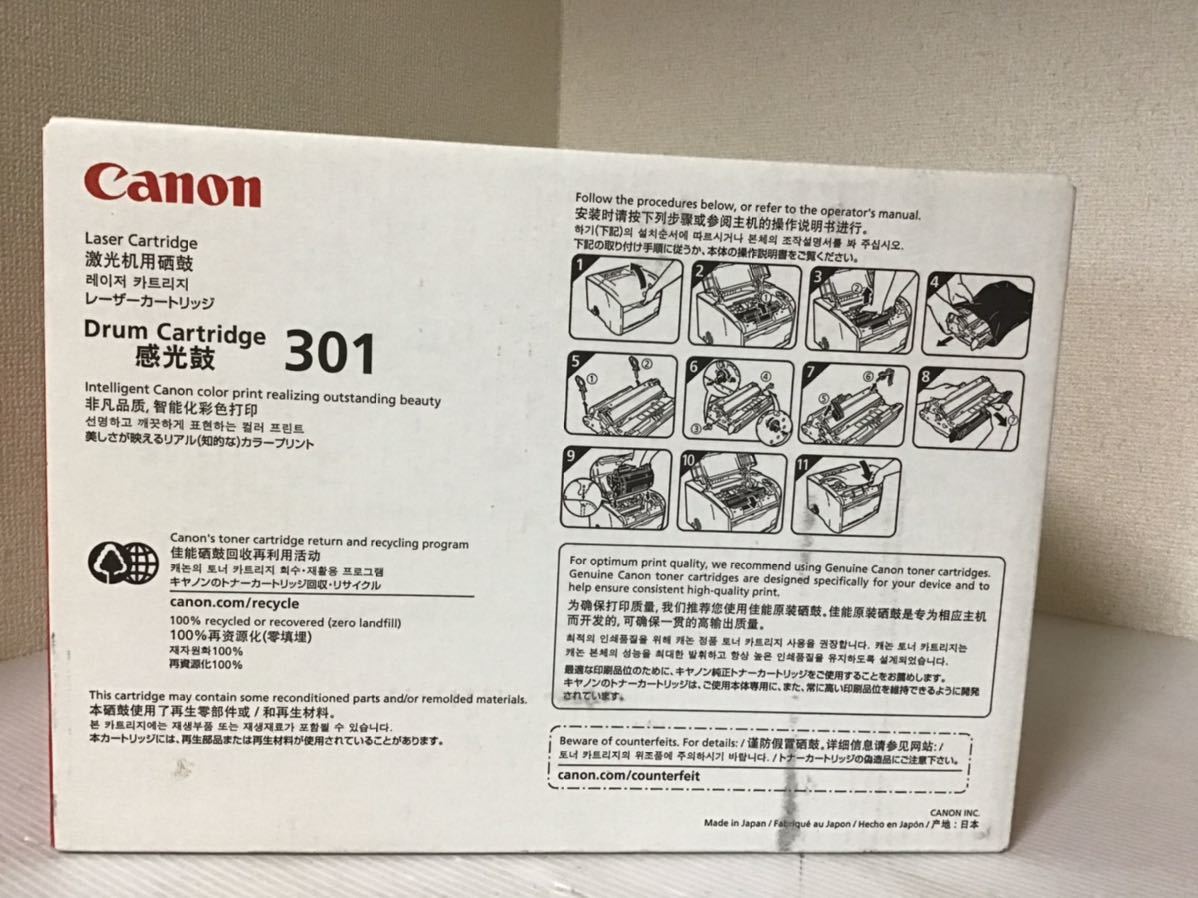 Canon
Laser Cartridge
激光机用硒鼓
레이저 카트리지
レーザーカートリッジ
Drum Cartridge 301
感光鼓
Intelligent Canon color print realizing outstanding beauty
非凡品质, 智能化彩色打印
선명하고 깨끗하게 표현하는 컬러 프린트
美しさが映えるリアル(知的な)カラープリント
Canon's toner cartridge return and recycling program
佳能硒鼓回收再利用活动
캐논의 토너 카트리지 회수·재활용 프로그램
キヤノンのトナーカートリッジ回収・リサイクル
canon.com/recycle
100% recycled or recovered (zero landfill)
100%再资源化(零填埋)
재자원화100%
再資源化100%
This cartridge may contain some reconditioned parts and/or remolded materials.
本硒鼓使用了再生零部件或 / 和再生材料。
본 카트리지에는 재생부품 또는 재생재료가 포함될 수 있습니다.
本カートリッジには、再生部品または再生材料が使用されていることがあります。
Follow the procedures below, or refer to the operator's manual.
安装时请按下列步骤或参阅主机的操作说明书进行。
하기(下記)의 설치순서에 따르시거나 본체의 조작설명서를 봐 주십시오.
下記の取り付け手順に従うか、本体の操作説明書をご覧ください。
1 2 3 4
① ②
5 6 7 8
① ② ③ ④ ⑤ ⑥ ⑦
9 10 11
For optimum print quality, we recommend using Genuine Canon toner cartridges.
Genuine Canon toner cartridges are designed specifically for your device and to
help ensure consistent high-quality print.
为确保打印质量, 我们推荐您使用佳能原装硒鼓。佳能原装硒鼓是专为相应主机
而开发的, 可确保一贯的高输出质量。
최적의 인쇄품질을 위해 캐논 정품 토너 카트리지 사용을 권장합니다. 캐논 토너 카트리지는
캐논 본체의 성능을 최대한 발휘하고 항상 높은 인쇄품질을 유지하도록 설계되었습니다.
最適な印刷品位のために、キヤノン純正トナーカートリッジをご使用することをお薦めします。
キヤノンのトナーカートリッジは、ご使用本体専用に、また、常に高い印刷品位を維持できるように開発
されています。
Beware of counterfeits. For details: / 谨防假冒硒鼓。详细信息请参见网站: /
토너 카트리지의 위조품에 주의하시기 바랍니다. / トナーカートリッジの偽造品にご注意下さい。
canon.com/counterfeit
CANON INC.
Made in Japan / Fabriqué au Japon / Hecho en Japón / 产地 : 日本